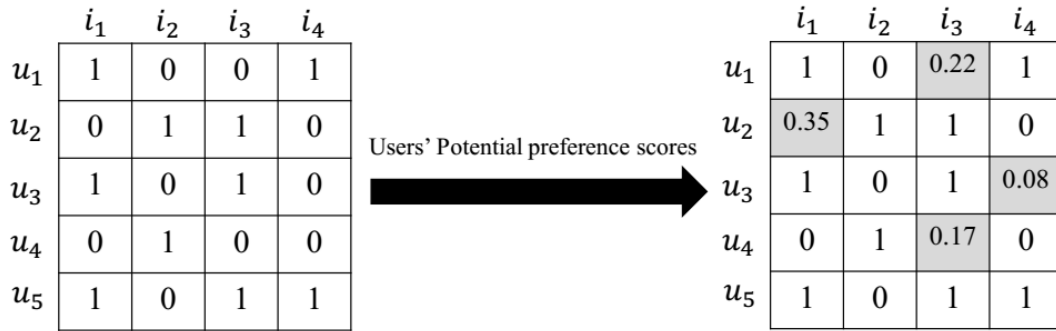 i₁ i₂ i₃ i₄
u₁ 1 0 0 1
u₂ 0 1 1 0
u₃ 1 0 1 0
u₄ 0 1 0 0
u₅ 1 0 1 1
Users' Potential preference scores
i₁ i₂ i₃ i₄
u₁ 1 0 0.22 1
u₂ 0.35 1 1 0
u₃ 1 0 1 0.08
u₄ 0 1 0.17 0
u₅ 1 0 1 1